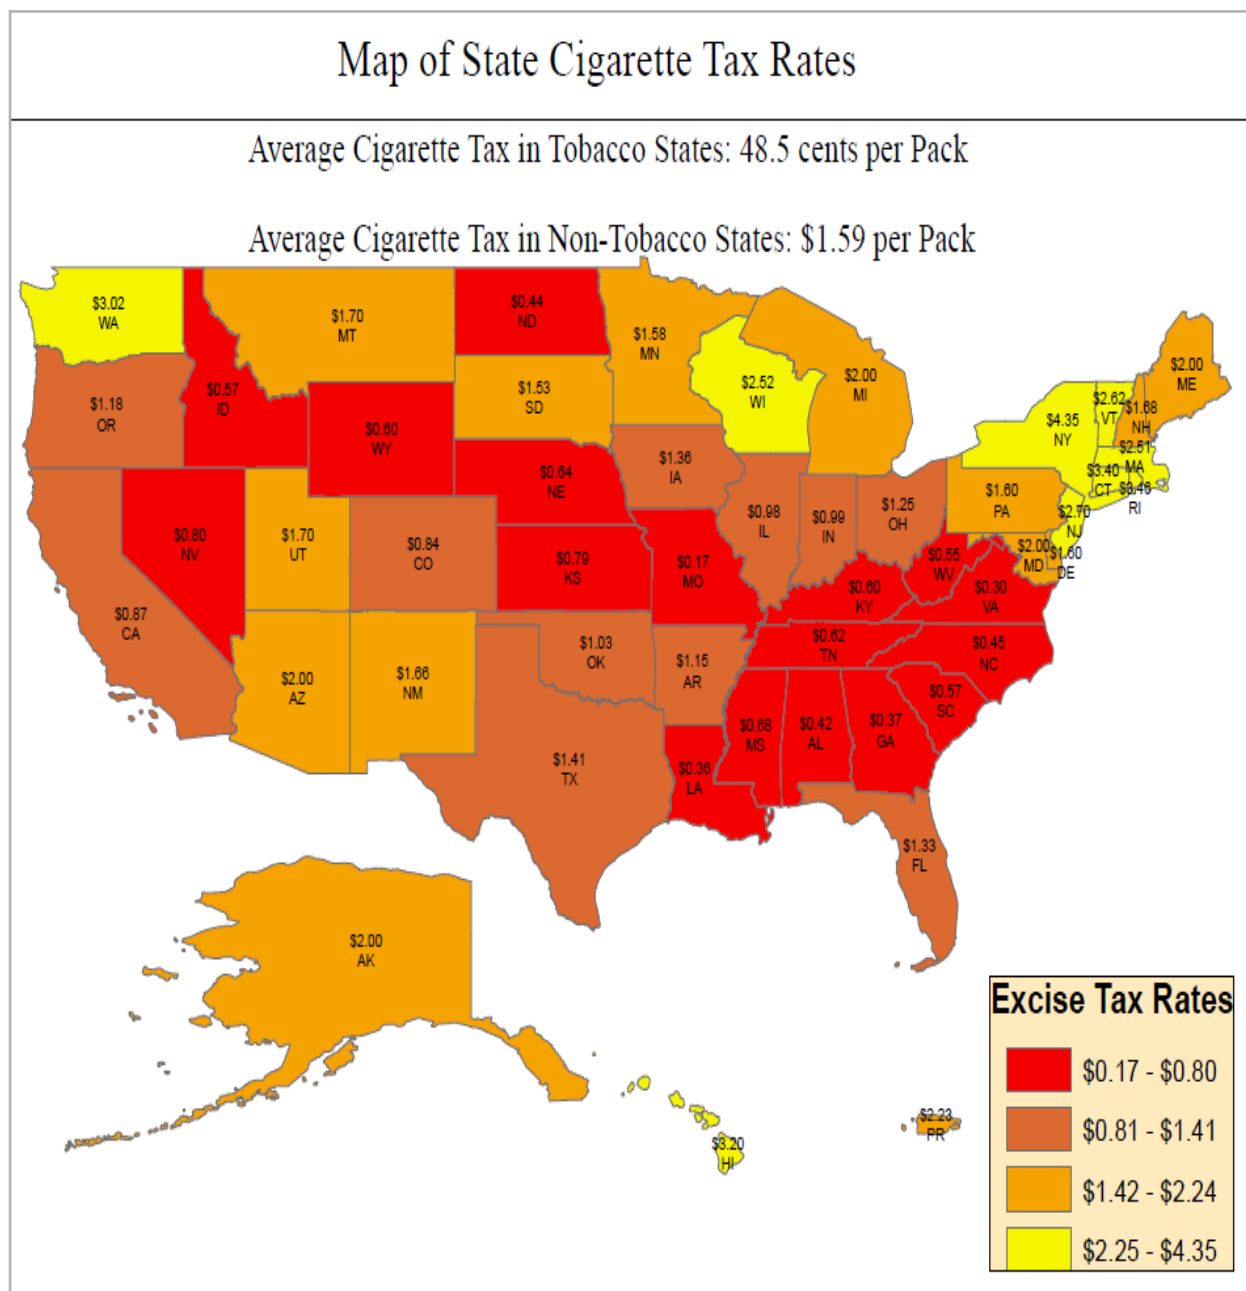 Map of State Cigarette Tax Rates
Average Cigarette Tax in Tobacco States: 48.5 cents per Pack
Average Cigarette Tax in Non-Tobacco States: $1.59 per Pack
$3.02
WA
$1.70
MT
$0.44
ND
$1.58
MN
$2.00
ME
$1.18
OR
$0.57
ID
$0.60
WY
$1.53
SD
$2.52
WI
$2.00
MI
$4.35
NY
$2.62
VT
$1.68
NH
$2.51
MA
$3.40
CT
$3.46
RI
$0.80
NV
$1.70
UT
$0.84
CO
$0.64
NE
$1.36
IA
$0.98
IL
$0.99
IN
$1.25
OH
$1.60
PA
$2.70
NJ
$2.00
MD
$1.60
DE
$0.87
CA
$0.79
KS
$0.17
MO
$0.60
KY
$0.55
WV
$0.30
VA
$2.00
AZ
$1.66
NM
$1.03
OK
$1.15
AR
$0.62
TN
$0.45
NC
$0.57
SC
$1.41
TX
$0.36
LA
$0.68
MS
$0.42
AL
$0.37
GA
$1.33
FL
$2.00
AK
$3.20
HI
$2.23
PR
Excise Tax Rates
$0.17 - $0.80
$0.81 - $1.41
$1.42 - $2.24
$2.25 - $4.35